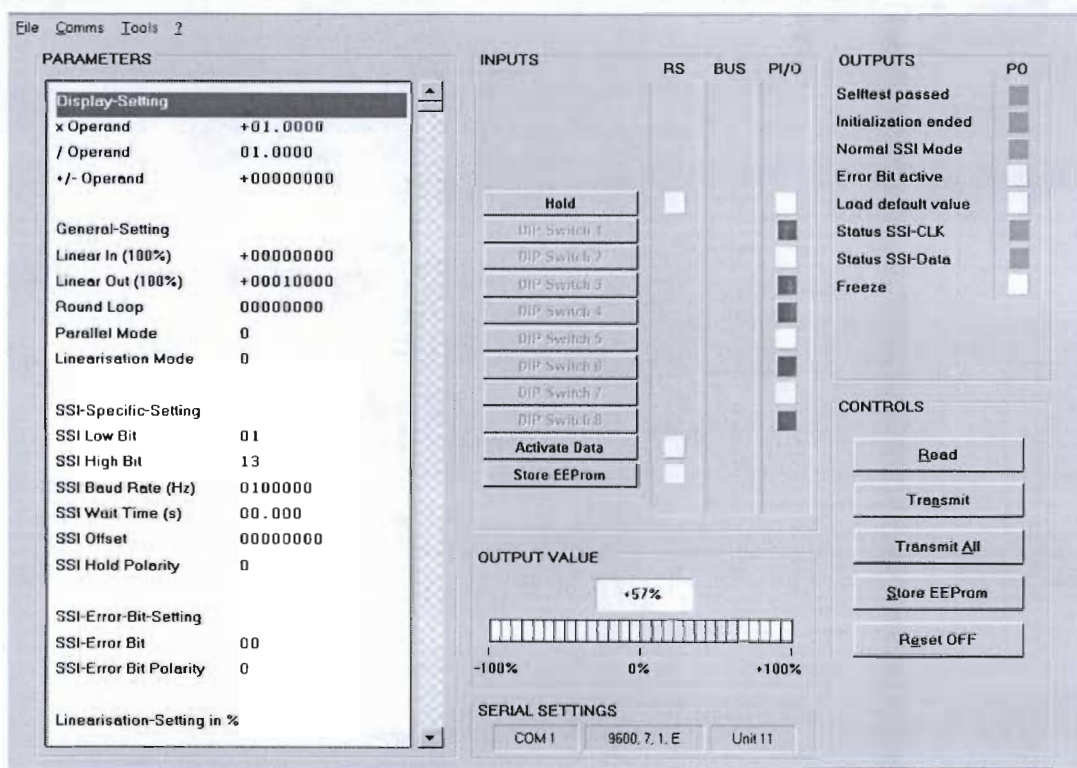 File Comms Tools ?
PARAMETERS
Display-Setting
x Operand +01.0000
/ Operand 01.0000
+/- Operand +00000000
General-Setting
Linear In (100%) +00000000
Linear Out (100%) +00010000
Round Loop 00000000
Parallel Mode 0
Linearisation Mode 0
SSI-Specific-Setting
SSI Low Bit 01
SSI High Bit 13
SSI Baud Rate (Hz) 0100000
SSI Wait Time (s) 00.000
SSI Offset 00000000
SSI Hold Polarity 0
SSI-Error-Bit-Setting
SSI-Error Bit 00
SSI-Error Bit Polarity 0
Linearisation-Setting in %
INPUTS
RS BUS PI/O
Hold
DIP Switch 1
DIP Switch 2
DIP Switch 3
DIP Switch 4
DIP Switch 5
DIP Switch 6
DIP Switch 7
DIP Switch 8
Activate Data
Store EEProm
OUTPUT VALUE
+57%
-100% 0% +100%
SERIAL SETTINGS
COM 1 9600, 7, 1, E Unit 11
OUTPUTS
PO
Selftest passed
Initialization ended
Normal SSI Mode
Error Bit active
Load default value
Status SSI-CLK
Status SSI-Data
Freeze
CONTROLS
Read
Transmit
Transmit All
Store EEProm
Reset OFF